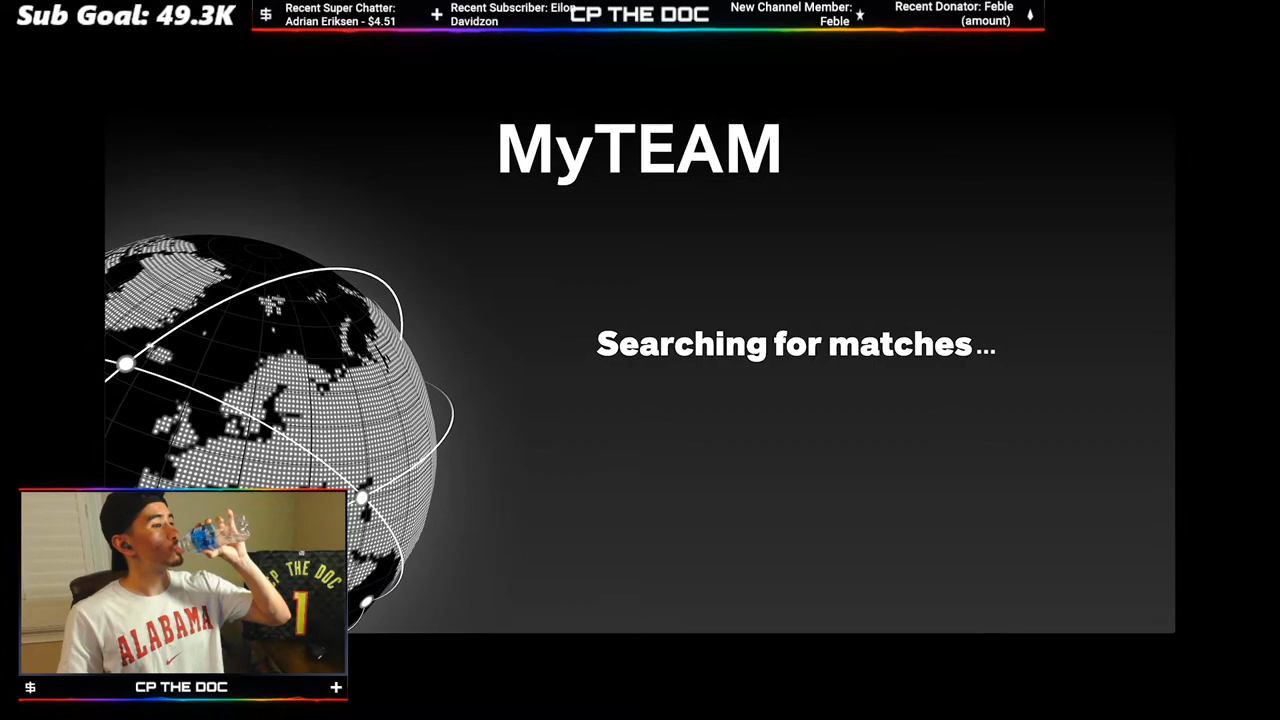 Sub Goal: 49.3K
Recent Super Chatter:
Adrian Eriksen - $4.51
Recent Subscriber: Eilon
Davidzon
CP THE DOC
New Channel Member:
Feble
Recent Donator: Feble
(amount)
MyTEAM
Searching for matches...
CP THE DOC
1
ALABAMA
CP THE DOC